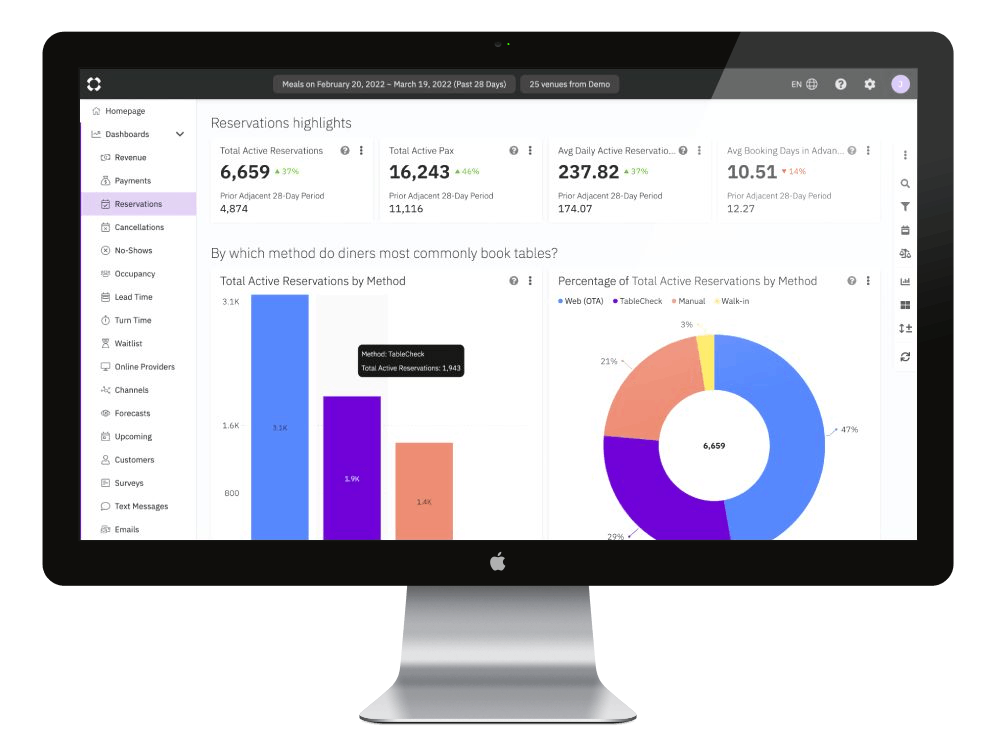 Meals on February 20, 2022 – March 19, 2022 (Past 28 Days)
25 venues from Demo
EN
J
Homepage
Dashboards
Revenue
Payments
Reservations
Cancellations
No-Shows
Occupancy
Lead Time
Turn Time
Waitlist
Online Providers
Channels
Forecasts
Upcoming
Customers
Surveys
Text Messages
Emails
Reservations highlights
Total Active Reservations
6,659 ▲ 37%
Prior Adjacent 28-Day Period
4,874
Total Active Pax
16,243 ▲ 46%
Prior Adjacent 28-Day Period
11,116
Avg Daily Active Reservatio...
237.82 ▲ 37%
Prior Adjacent 28-Day Period
174.07
Avg Booking Days in Advan...
10.51 ▼ 14%
Prior Adjacent 28-Day Period
12.27
By which method do diners most commonly book tables?
Total Active Reservations by Method
3.1K
1.6K
800
3.1K
1.9K
1.4K
Method: TableCheck
Total Active Reservations: 1,943
Percentage of Total Active Reservations by Method
Web (OTA) TableCheck Manual Walk-in
3%
21%
47%
6,659
29%